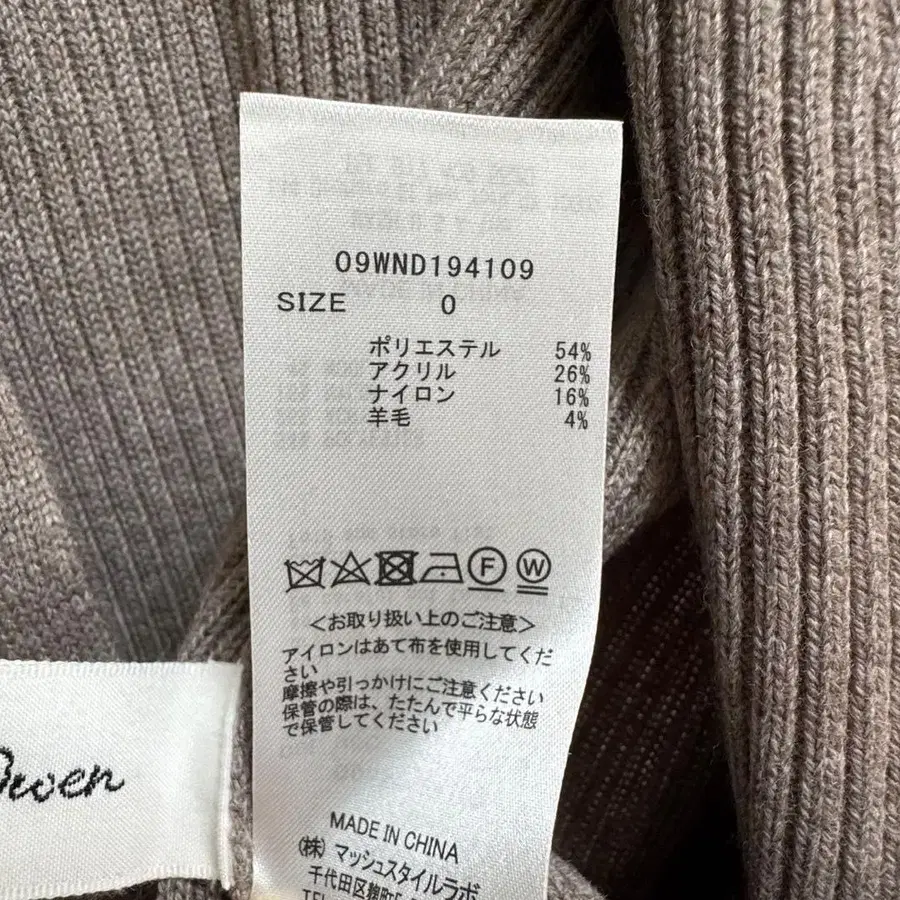 09WND194109
SIZE 0
ポリエステル 54%
アクリル 26%
ナイロン 16%
羊毛 4%
F W
<お取り扱い上のご注意>
アイロンはあて布を使用してくだ
さい
摩擦や引っかけにご注意ください
保管の際は、たたんで平らな状態
で保管してください
MADE IN CHINA
(株)マッシュスタイルラボ
千代田区麹町
Owen